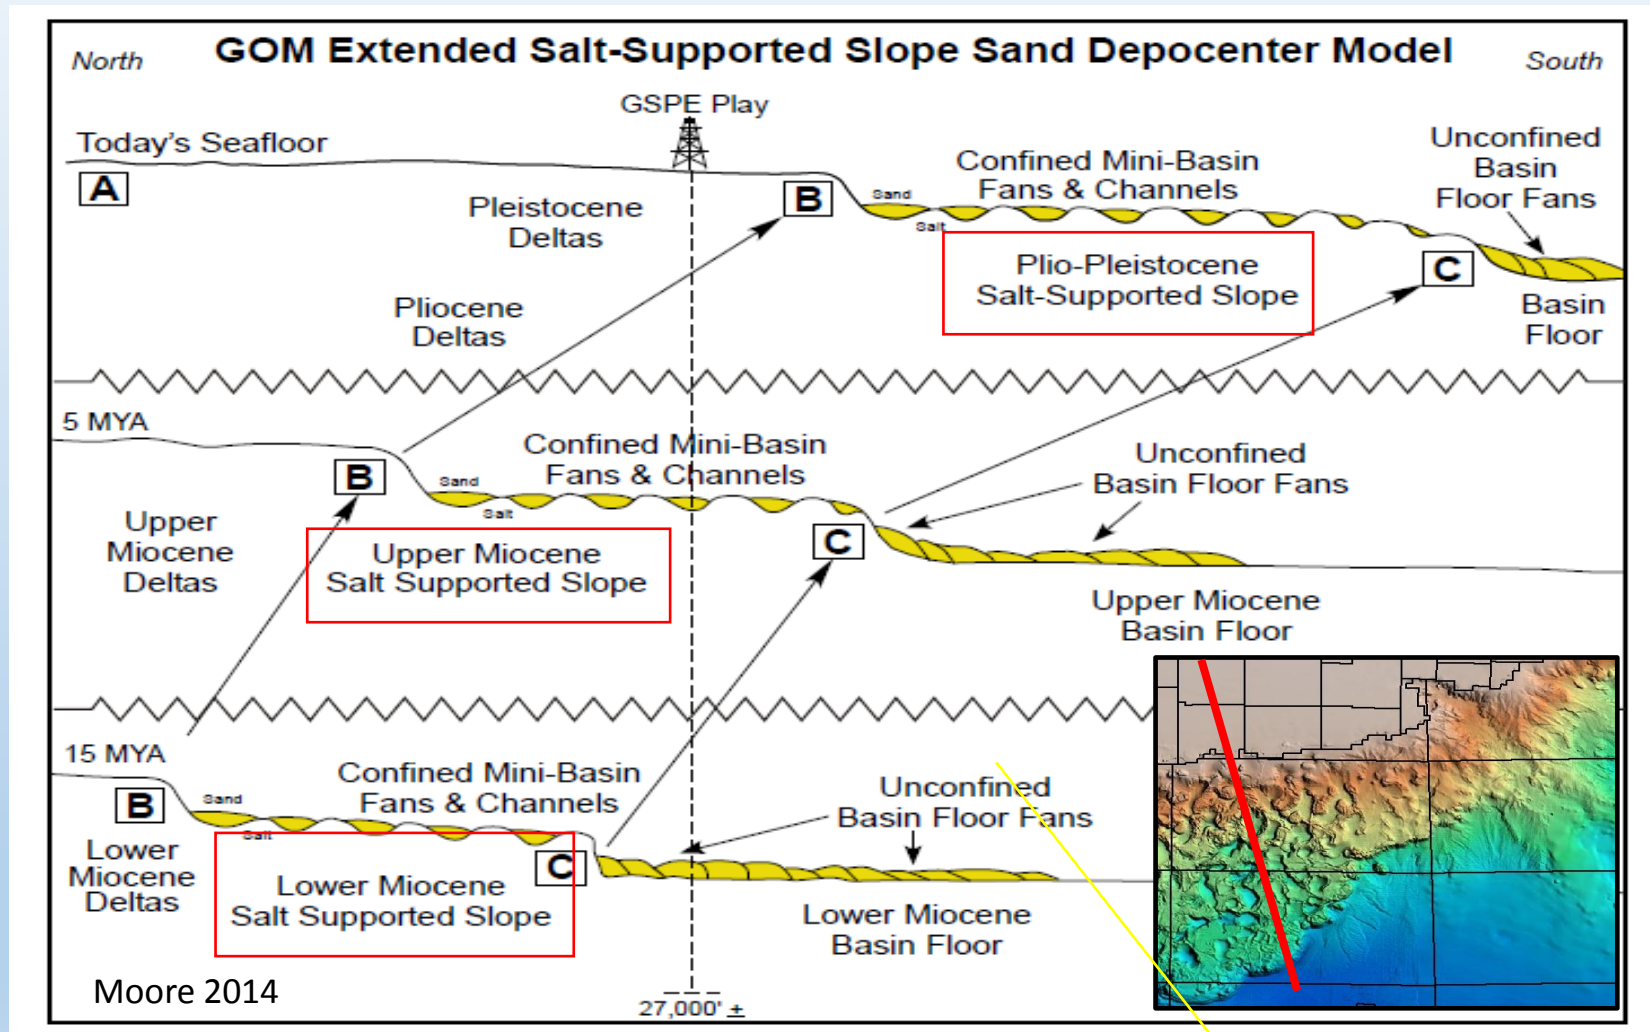 GOM Extended Salt-Supported Slope Sand Depocenter Model
North
South
GSPE Play
Today's Seafloor
A
Pleistocene
Deltas
B
Sand
Salt
Confined Mini-Basin
Fans & Channels
Unconfined
Basin
Floor Fans
Plio-Pleistocene
Salt-Supported Slope
C
Basin
Floor
Pliocene
Deltas
5 MYA
B
Sand
Salt
Confined Mini-Basin
Fans & Channels
Unconfined
Basin Floor Fans
Upper
Miocene
Deltas
Upper Miocene
Salt Supported Slope
C
Upper Miocene
Basin Floor
15 MYA
B
Sand
Salt
Confined Mini-Basin
Fans & Channels
Unconfined
Basin Floor Fans
Lower
Miocene
Deltas
Lower Miocene
Salt Supported Slope
C
Lower Miocene
Basin Floor
Moore 2014
27,000' ±